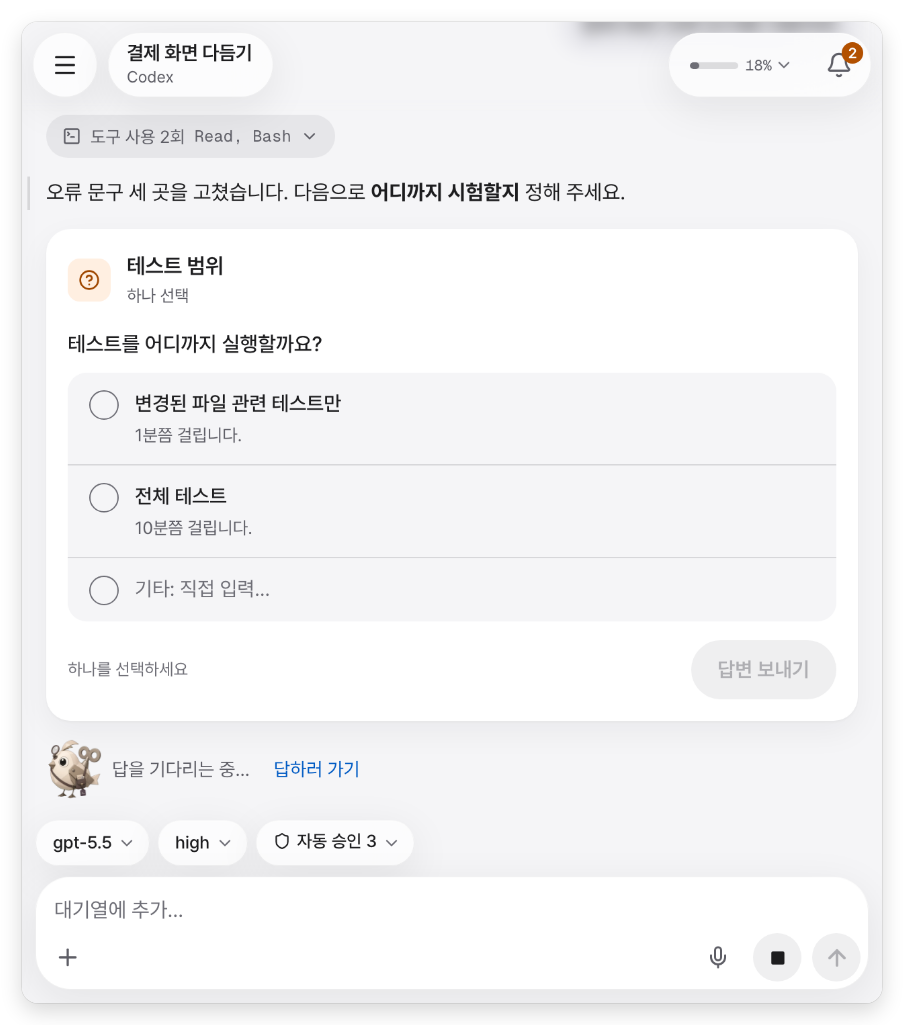 결제 화면 다듬기
Codex
18%
2
도구 사용 2회 Read, Bash
오류 문구 세 곳을 고쳤습니다. 다음으로 어디까지 시험할지 정해 주세요.
테스트 범위
하나 선택
테스트를 어디까지 실행할까요?
변경된 파일 관련 테스트만
1분쯤 걸립니다.
전체 테스트
10분쯤 걸립니다.
기타: 직접 입력...
하나를 선택하세요
답변 보내기
답을 기다리는 중... 답하러 가기
gpt-5.5 high 자동 승인 3
대기열에 추가...